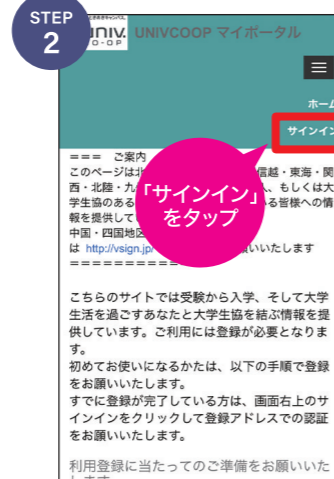 STEP
2
UNIV.
CO-OP
UNIVCOOP マイポータル
ホーム
サインイン
=== ご案内
このページは北
信越・東海・関
西・北陸・九
、もしくは大
学生協のある
る皆様への情
報を提供して
中国・四国地区
は http://vsign.jp/
いいたします
「サインイン」
をタップ
==========
こちらのサイトでは受験から入学、そして大学
生活を過ごすあなたと大学生協を結ぶ情報を提
供しています。ご利用には登録が必要となりま
す。
初めてお使いになるかたは、以下の手順で登録
をお願いいたします。
すでに登録が完了している方は、画面右上のサ
インインをクリックして登録アドレスでの認証
をお願いいたします。
利用登録に当たってのご準備をお願いいた